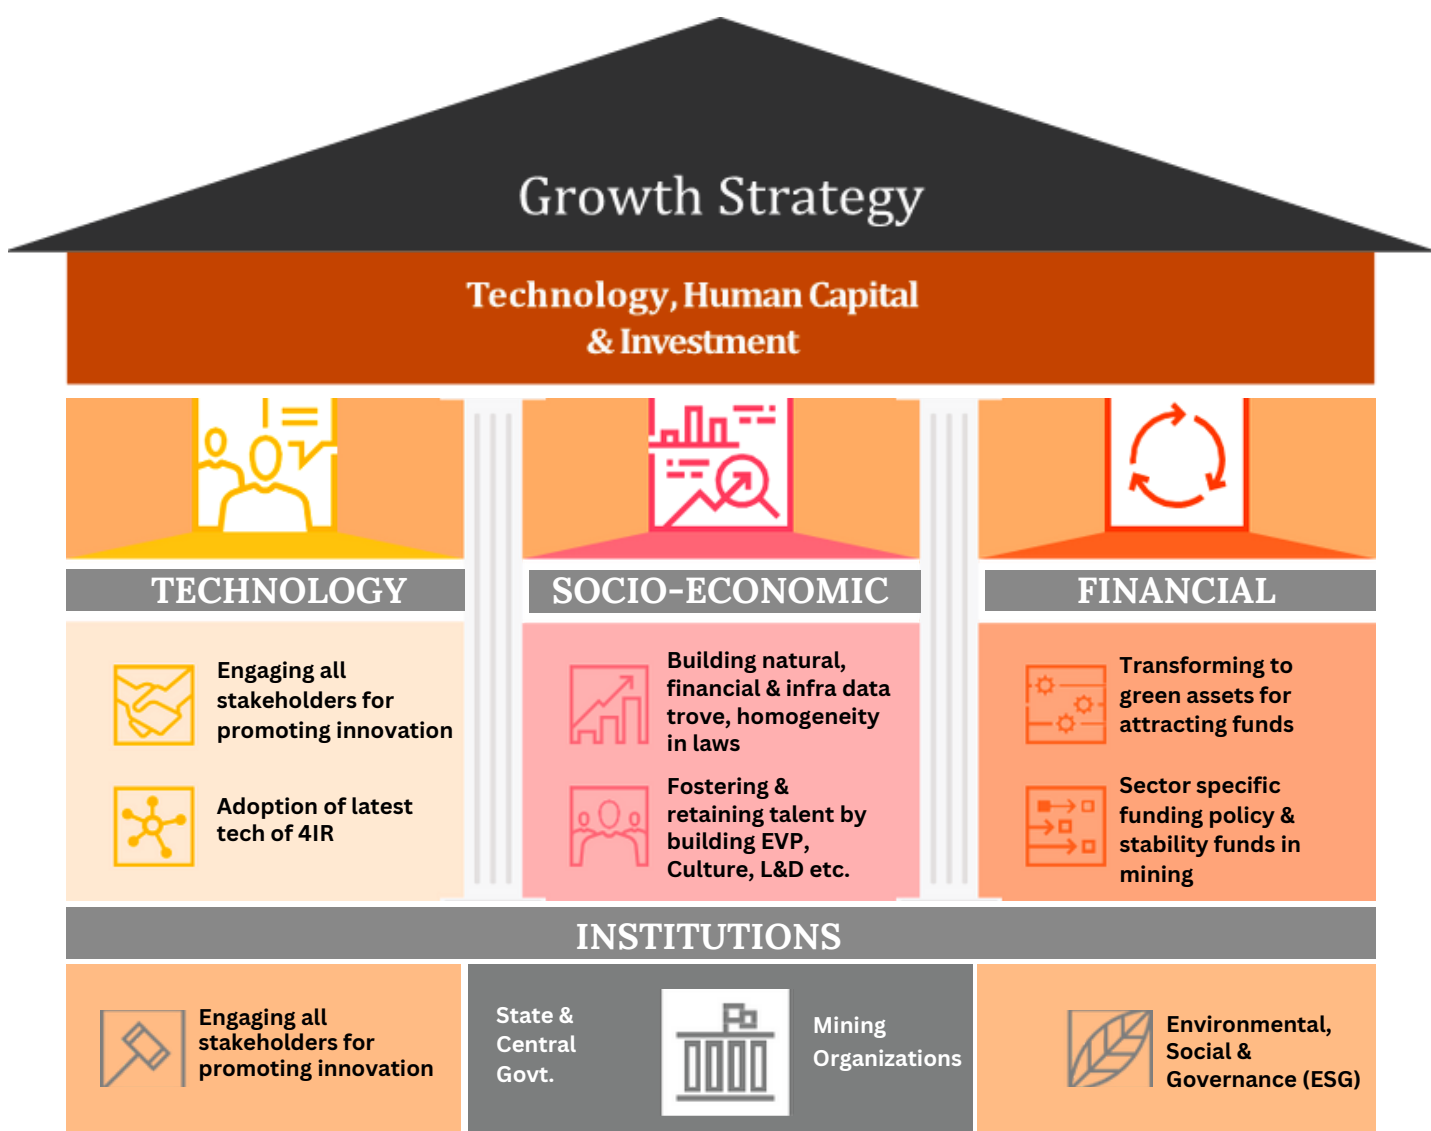 Growth Strategy
Technology, Human Capital
& Investment
TECHNOLOGY
Engaging all
stakeholders for
promoting innovation
Adoption of latest
tech of 4IR
SOCIO-ECONOMIC
Building natural,
financial & infra data
trove, homogeneity
in laws
Fostering &
retaining talent by
building EVP,
Culture, L&D etc.
FINANCIAL
Transforming to
green assets for
attracting funds
Sector specific
funding policy &
stability funds in
mining
INSTITUTIONS
Engaging all
stakeholders for
promoting innovation
State &
Central
Govt.
Mining
Organizations
Environmental,
Social &
Governance (ESG)